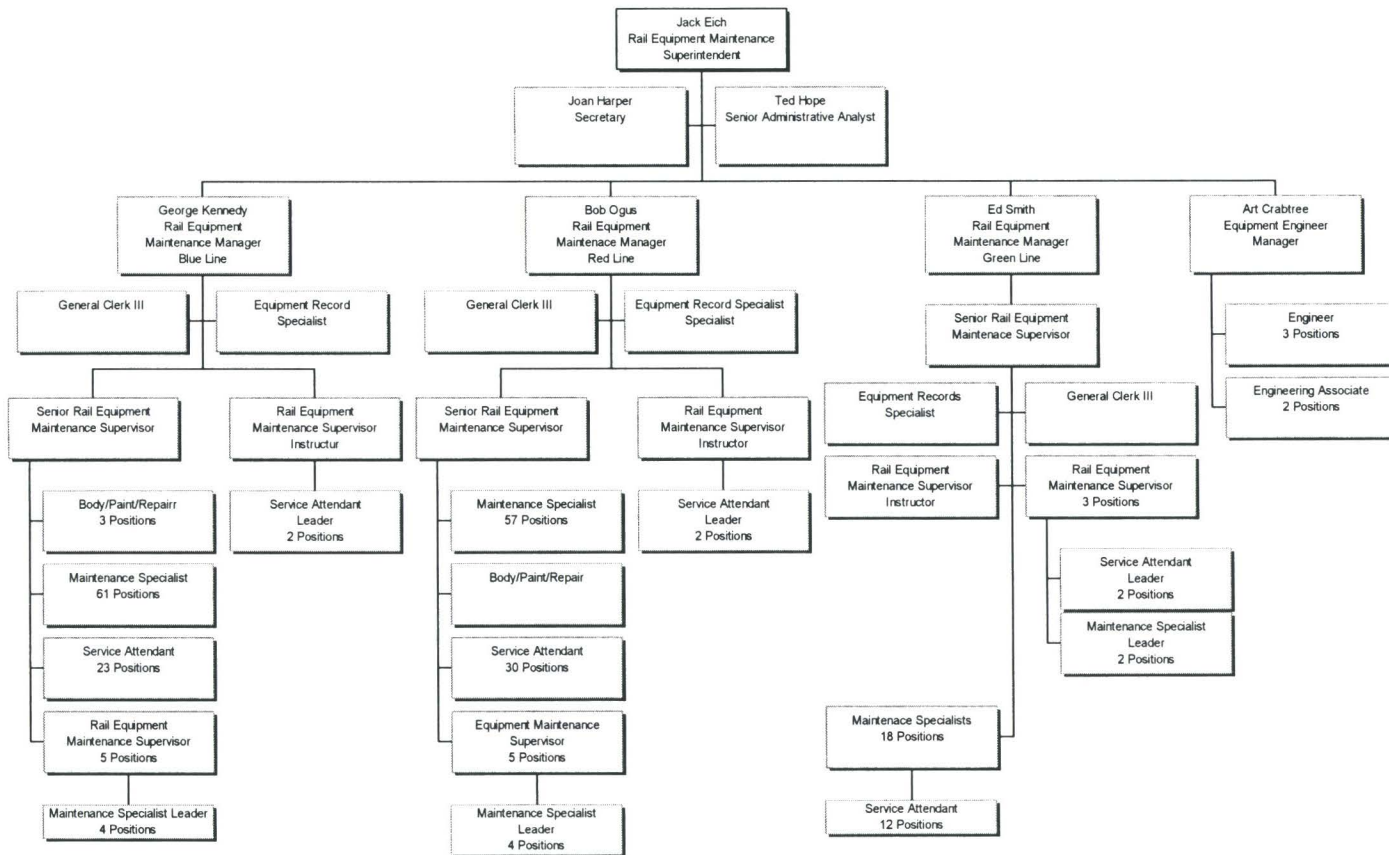 Jack Eich
Rail Equipment Maintenance
Superintendent
Joan Harper
Secretary
Ted Hope
Senior Administrative Analyst
George Kennedy
Rail Equipment
Maintenance Manager
Blue Line
Bob Ogus
Rail Equipment
Maintenace Manager
Red Line
Ed Smith
Rail Equipment
Maintenance Manager
Green Line
Art Crabtree
Equipment Engineer
Manager
General Clerk III
Equipment Record
Specialist
General Clerk III
Equipment Record Specialist
Specialist
Senior Rail Equipment
Maintenace Supervisor
Engineer
3 Positions
Engineering Associate
2 Positions
Senior Rail Equipment
Maintenance Supervisor
Rail Equipment
Maintenance Supervisor
Instructur
Senior Rail Equipment
Maintenance Supervisor
Rail Equipment
Maintenance Supervisor
Instructor
Equipment Records
Specialist
General Clerk III
Rail Equipment
Maintenance Supervisor
Instructor
Rail Equipment
Maintenance Supervisor
3 Positions
Body/Paint/Repairr
3 Positions
Service Attendant
Leader
2 Positions
Maintenance Specialist
57 Positions
Service Attendant
Leader
2 Positions
Maintenance Specialist
61 Positions
Body/Paint/Repair
Service Attendant
Leader
2 Positions
Maintenance Specialist
Leader
2 Positions
Service Attendant
23 Positions
Service Attendant
30 Positions
Rail Equipment
Maintenance Supervisor
5 Positions
Equipment Maintenance
Supervisor
5 Positions
Maintenace Specialists
18 Positions
Maintenance Specialist Leader
4 Positions
Maintenance Specialist
Leader
4 Positions
Service Attendant
12 Positions